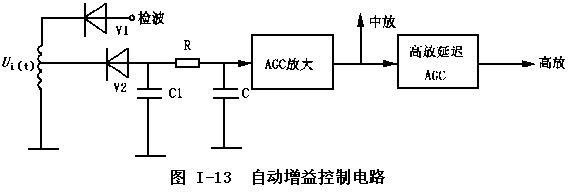 检波
V1
中放
Ui(t)
R
AGC放大
高放延迟
AGC
高放
V2
C1
C
图 I-13 自动增益控制电路